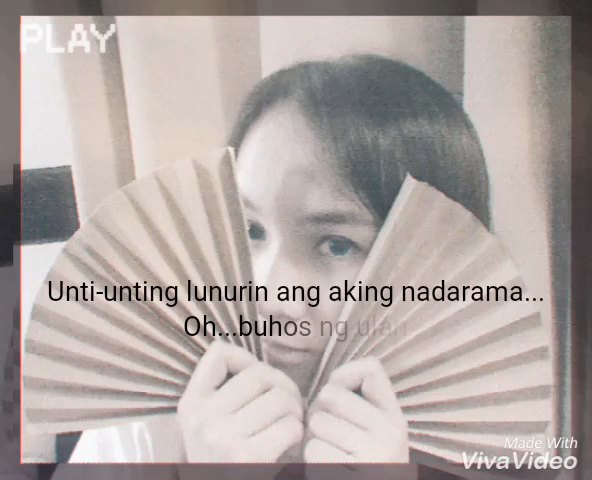 PLAY
Unti-unting lunurin ang aking nadarama...
Oh...buhos ng ulan
Made With
VivaVideo